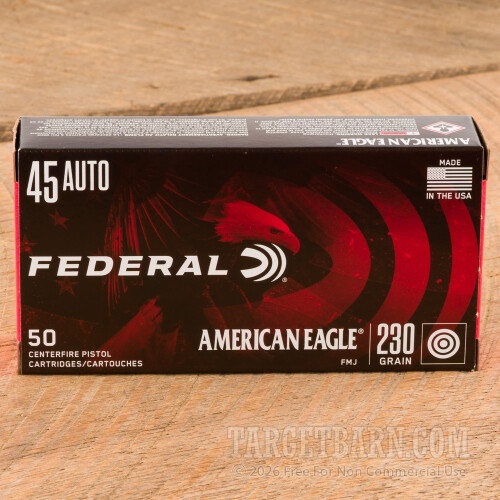 AMERICAN EAGLE®
45 AUTO
MADE
IN THE USA
FEDERAL®
50
CENTERFIRE PISTOL
CARTRIDGES/CARTOUCHES
AMERICAN EAGLE®
FMJ
230
GRAIN
TARGETBARN.COM
© 2026 Free For Non Commercial Use